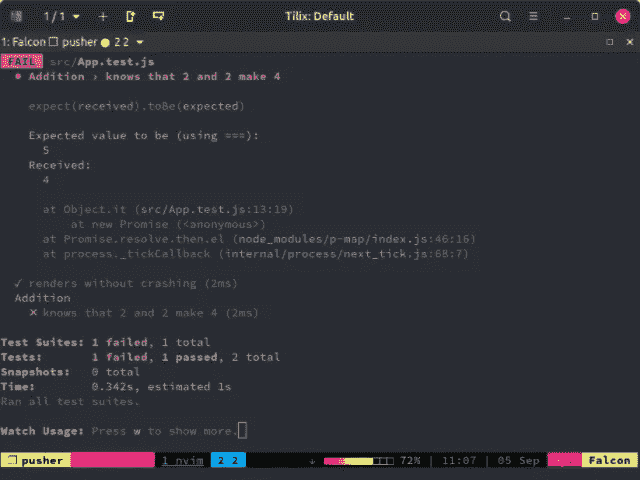 1 / 1 Tilix: Default
1: Falcon pusher 2 2
FAIL src/App.test.js
● Addition › knows that 2 and 2 make 4
expect(received).toBe(expected)
Expected value to be (using ===):
5
Received:
4
at Object.it (src/App.test.js:13:19)
at new Promise (<anonymous>)
at Promise.resolve.then.el (node_modules/p-map/index.js:46:16)
at process._tickCallback (internal/process/next_tick.js:68:7)
✓ renders without crashing (2ms)
Addition
✕ knows that 2 and 2 make 4 (2ms)
Test Suites: 1 failed, 1 total
Tests: 1 failed, 1 passed, 2 total
Snapshots: 0 total
Time: 0.342s, estimated 1s
Ran all test suites.
Watch Usage: Press w to show more.
pusher 1 nvim 2 2 ↓ 72% | 11:07 | 05 Sep Falcon